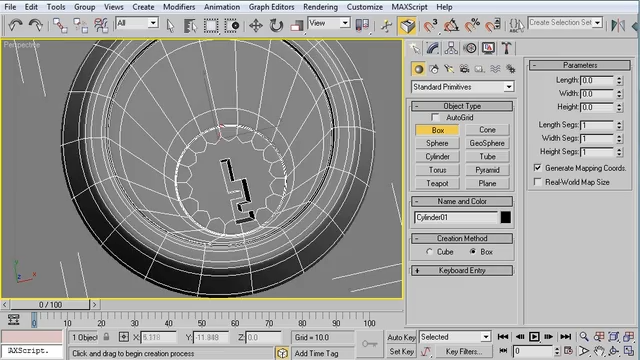 File Edit Tools Group Views Create Modifiers Animation Graph Editors Rendering Customize MAXScript Help
All View Create Selection Set
Perspective
Standard Primitives
Object Type
AutoGrid
Box Cone
Sphere GeoSphere
Cylinder Tube
Torus Pyramid
Teapot Plane
Name and Color
Cylinder01
Creation Method
Cube Box
Keyboard Entry
Parameters
Length: 0.0
Width: 0.0
Height: 0.0
Length Segs: 1
Width Segs: 1
Height Segs: 1
Generate Mapping Coords.
Real-World Map Size
z x
0 / 100
0 10 20 30 40 50 60 70 80 90 100
1 Object X: 5.118 Y: -11.948 Z: 0.0 Grid = 10.0 Auto Key Selected
AXScript. Click and drag to begin creation process Add Time Tag Set Key Key Filters... 0